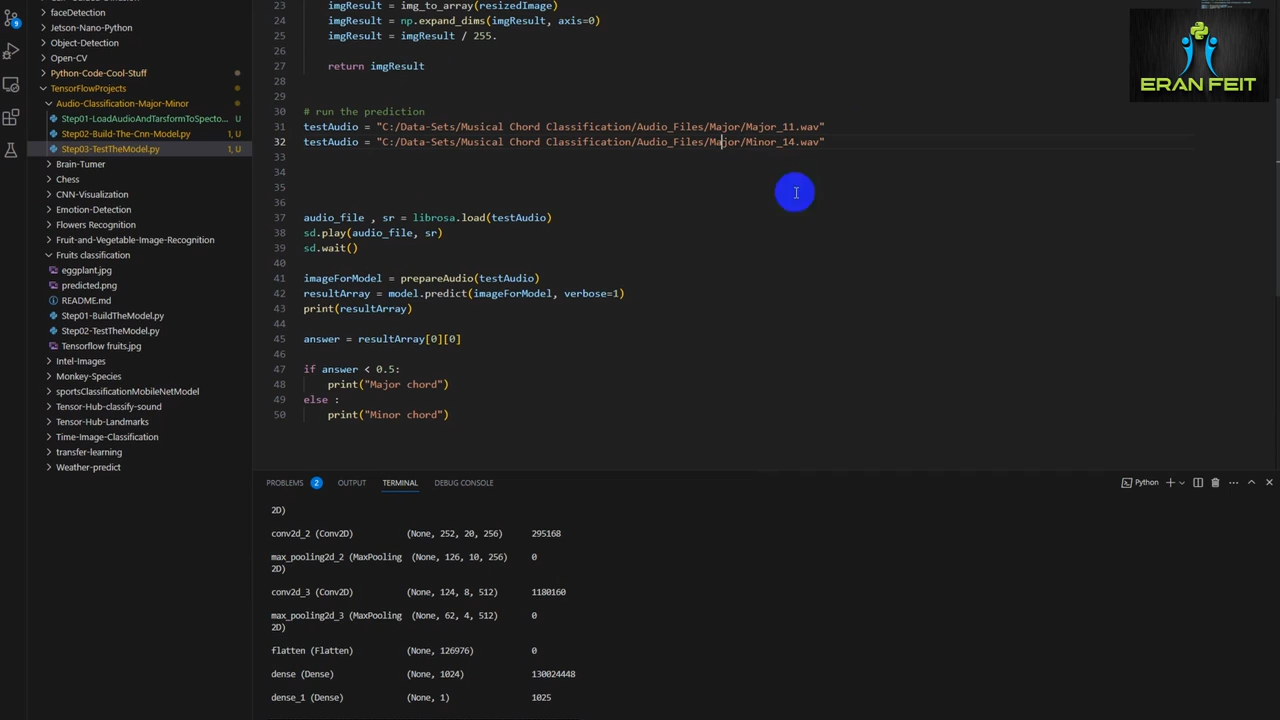 faceDetection
Jetson-Nano-Python
Object-Detection
Open-CV
Python-Code-Cool-Stuff
TensorFlowProjects
Audio-Classification-Major-Minor
Step01-LoadAudioAndTarsformToSpecto... U
Step02-Build-The-Cnn-Model.py 1, U
Step03-TestTheModel.py 1, U
Brain-Tumer
Chess
CNN-Visualization
Emotion-Detection
Flowers Recognition
Fruit-and-Vegetable-Image-Recognition
Fruits classification
eggplant.jpg
predicted.png
README.md
Step01-BuildTheModel.py
Step02-TestTheModel.py
Tensorflow fruits.jpg
Intel-Images
Monkey-Species
sportsClassificationMobileNetModel
Tensor-Hub-classify-sound
Tensor-Hub-Landmarks
Time-Image-Classification
transfer-learning
Weather-predict
9
23 imgResult = img_to_array(resizedImage)
24 imgResult = np.expand_dims(imgResult, axis=0)
25 imgResult = imgResult / 255.
26
27 return imgResult
28
29
30 # run the prediction
31 testAudio = "C:/Data-Sets/Musical Chord Classification/Audio_Files/Major/Major_11.wav"
32 testAudio = "C:/Data-Sets/Musical Chord Classification/Audio_Files/Major/Minor_14.wav"
33
34
35
36
37 audio_file , sr = librosa.load(testAudio)
38 sd.play(audio_file, sr)
39 sd.wait()
40
41 imageForModel = prepareAudio(testAudio)
42 resultArray = model.predict(imageForModel, verbose=1)
43 print(resultArray)
44
45 answer = resultArray[0][0]
46
47 if answer < 0.5:
48 print("Major chord")
49 else :
50 print("Minor chord")
ERAN FEIT
PROBLEMS 2 OUTPUT TERMINAL DEBUG CONSOLE Python
2D)
conv2d_2 (Conv2D) (None, 252, 20, 256) 295168
max_pooling2d_2 (MaxPooling (None, 126, 10, 256) 0
2D)
conv2d_3 (Conv2D) (None, 124, 8, 512) 1180160
max_pooling2d_3 (MaxPooling (None, 62, 4, 512) 0
2D)
flatten (Flatten) (None, 126976) 0
dense (Dense) (None, 1024) 130024448
dense_1 (Dense) (None, 1) 1025